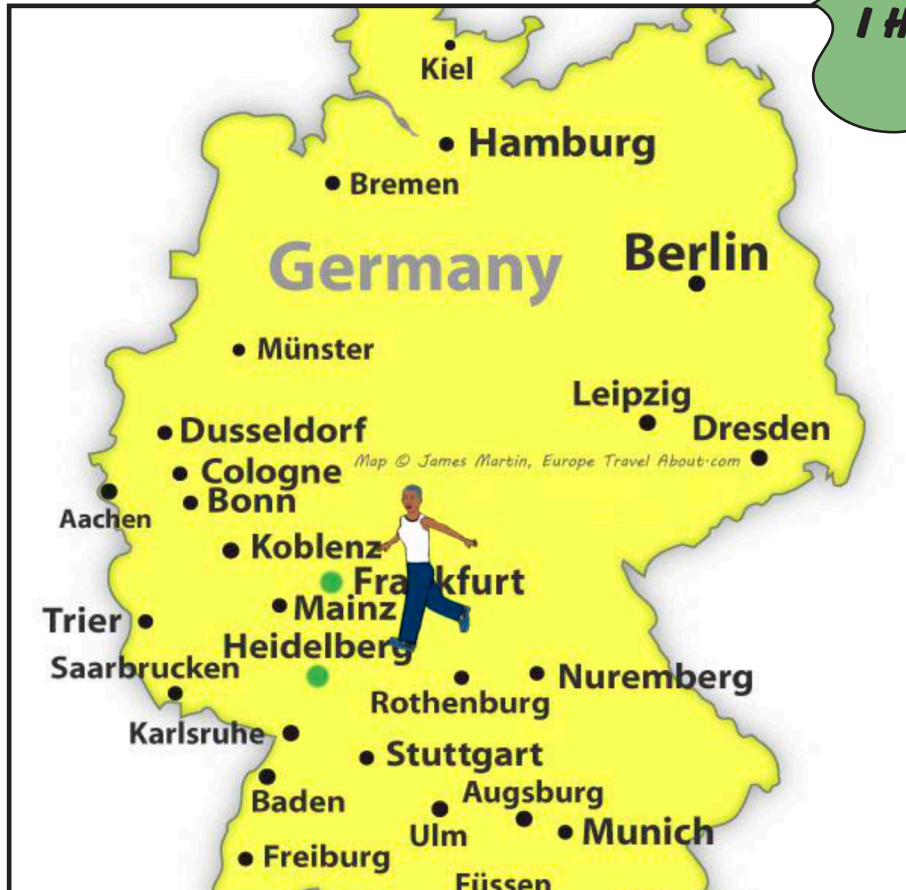 I H
Kiel
Hamburg
Bremen
Germany
Berlin
Münster
Leipzig
Dusseldorf
Dresden
Map © James Martin, Europe Travel About.com
Cologne
Bonn
Aachen
Koblenz
Frankfurt
Mainz
Trier
Heidelberg
Saarbrucken
Nuremberg
Rothenburg
Karlsruhe
Stuttgart
Baden
Augsburg
Ulm
Munich
Freiburg
Füssen